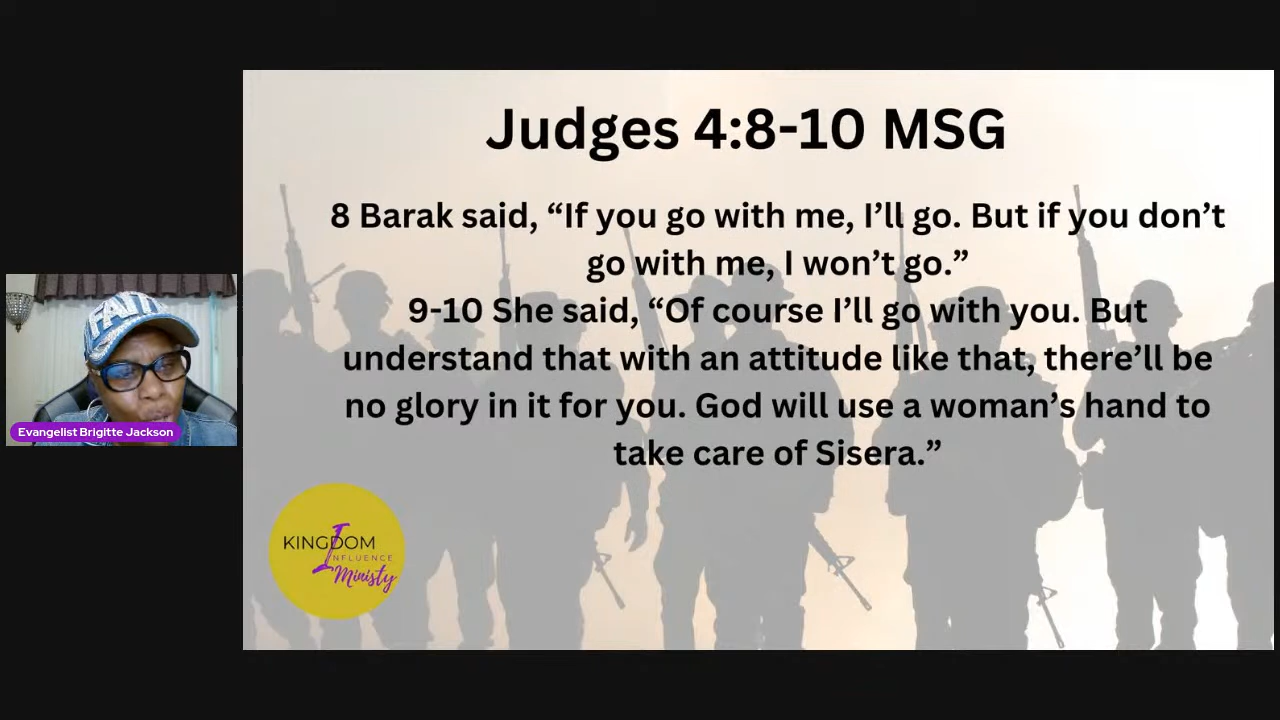 Judges 4:8-10 MSG
8 Barak said, “If you go with me, I’ll go. But if you don’t
go with me, I won’t go.”
9-10 She said, “Of course I’ll go with you. But
understand that with an attitude like that, there’ll be
no glory in it for you. God will use a woman’s hand to
take care of Sisera.”
FAITH
Evangelist Brigitte Jackson
KINGDOM
INFLUENCE
Ministy